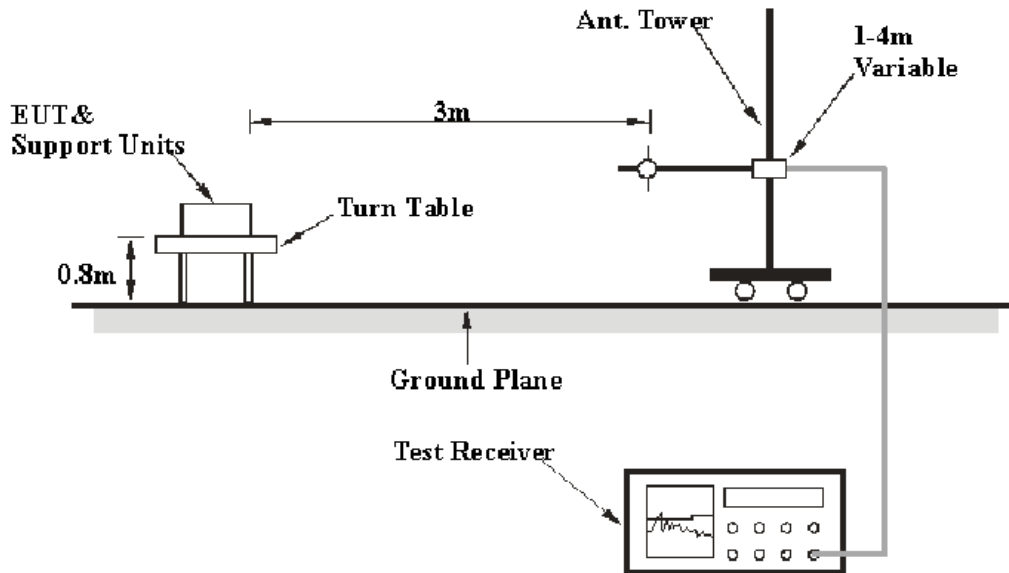 Ant. Tower
1-4m
Variable
EUT&
Support Units
3m
Turn Table
0.8m
Ground Plane
Test Receiver